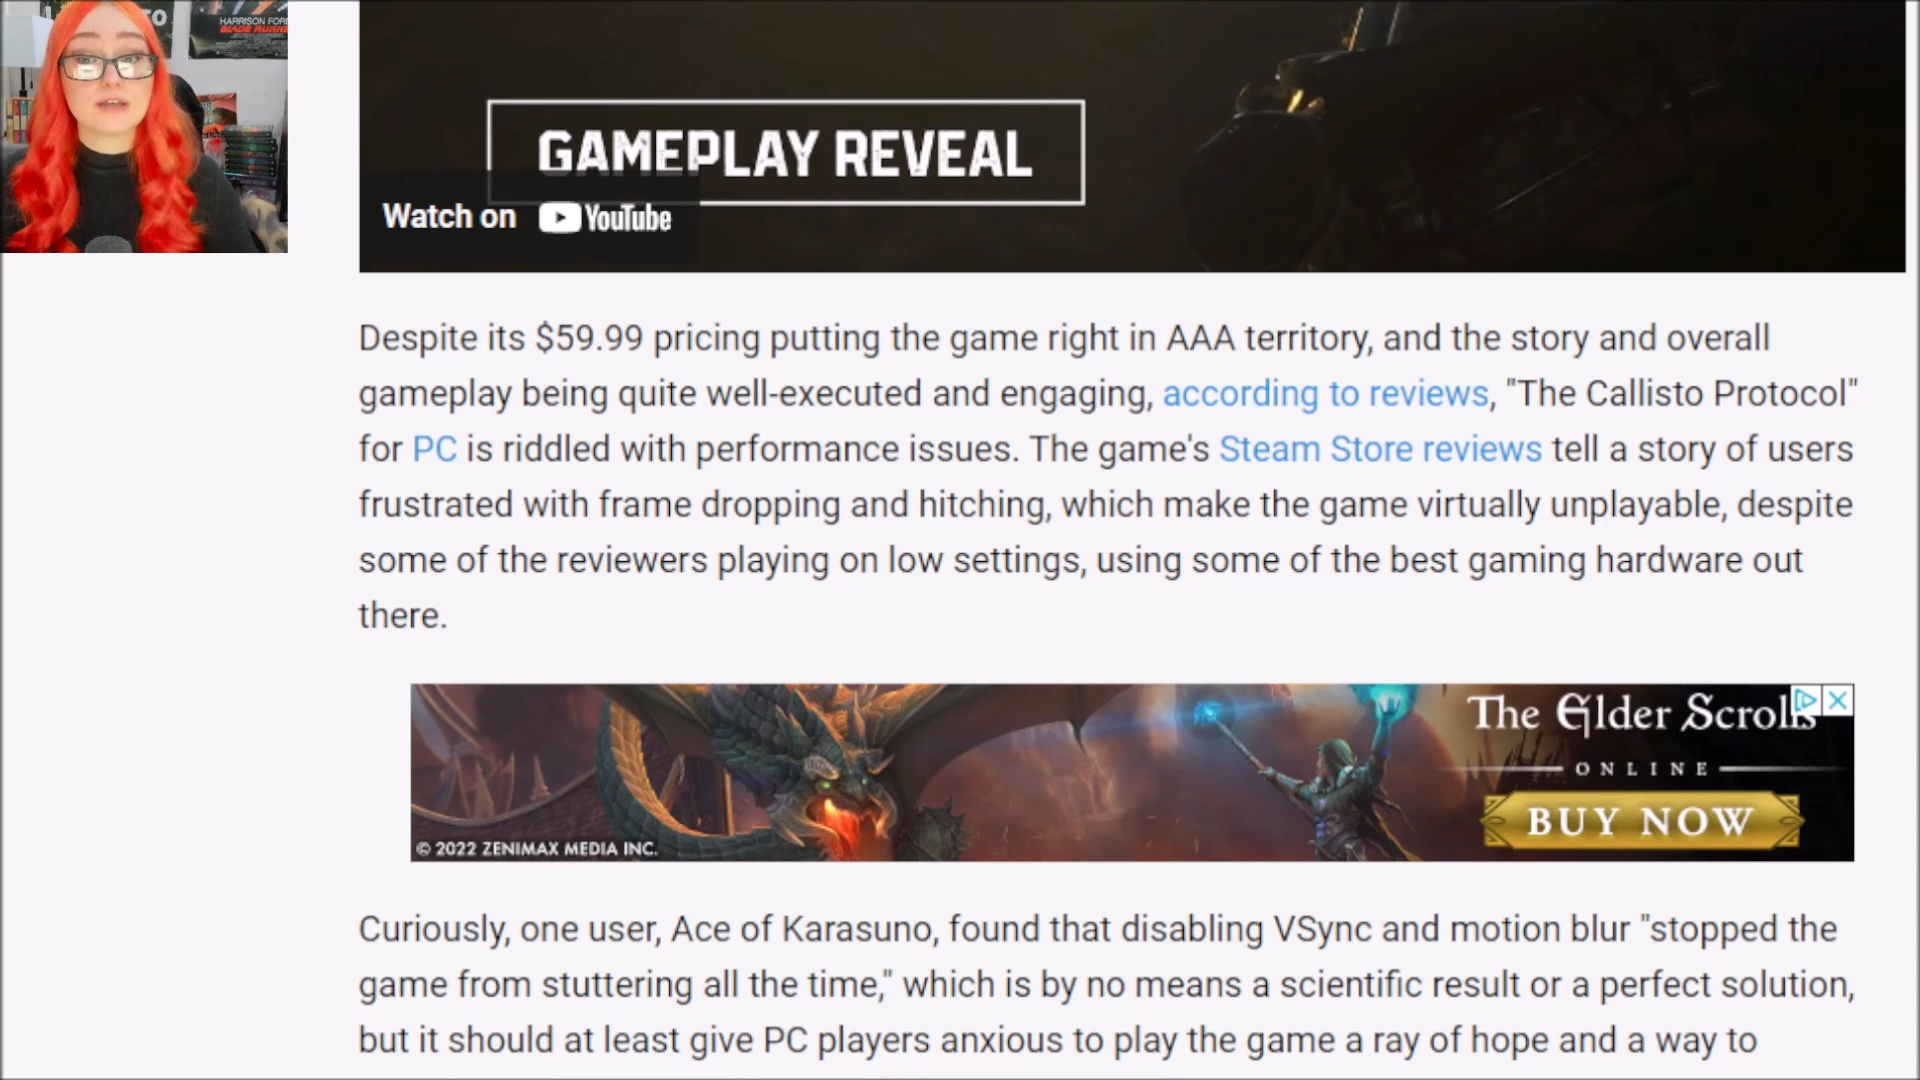 HARRISON FORD
BLADE RUNNER
GAMEPLAY REVEAL
Watch on YouTube
Despite its $59.99 pricing putting the game right in AAA territory, and the story and overall
gameplay being quite well-executed and engaging, according to reviews, "The Callisto Protocol"
for PC is riddled with performance issues. The game's Steam Store reviews tell a story of users
frustrated with frame dropping and hitching, which make the game virtually unplayable, despite
some of the reviewers playing on low settings, using some of the best gaming hardware out
there.
The Elder Scrolls
ONLINE
BUY NOW
© 2022 ZENIMAX MEDIA INC.
Curiously, one user, Ace of Karasuno, found that disabling VSync and motion blur "stopped the
game from stuttering all the time," which is by no means a scientific result or a perfect solution,
but it should at least give PC players anxious to play the game a ray of hope and a way to